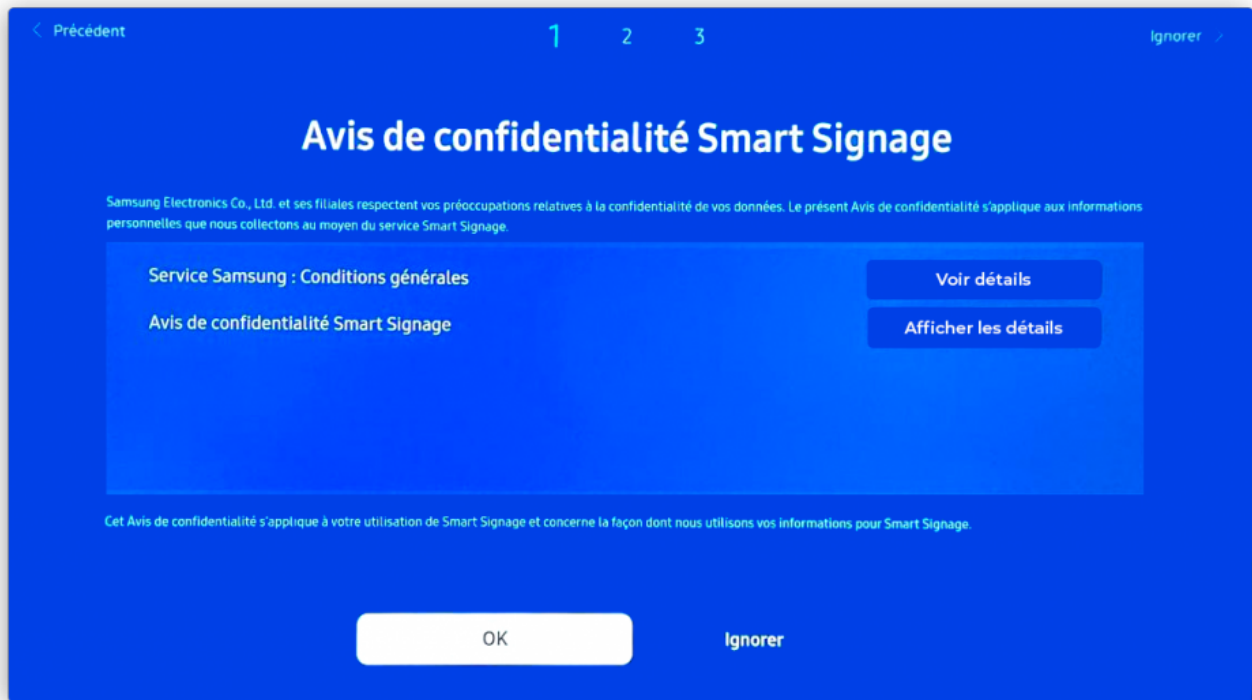 Précédent
1 2 3
Ignorer
Avis de confidentialité Smart Signage
Samsung Electronics Co., Ltd. et ses filiales respectent vos préoccupations relatives à la confidentialité de vos données. Le présent Avis de confidentialité s'applique aux informations
personnelles que nous collectons au moyen du service Smart Signage.
Service Samsung : Conditions générales
Voir détails
Avis de confidentialité Smart Signage
Afficher les détails
Cet Avis de confidentialité s'applique à votre utilisation de Smart Signage et concerne la façon dont nous utilisons vos informations pour Smart Signage.
OK
Ignorer